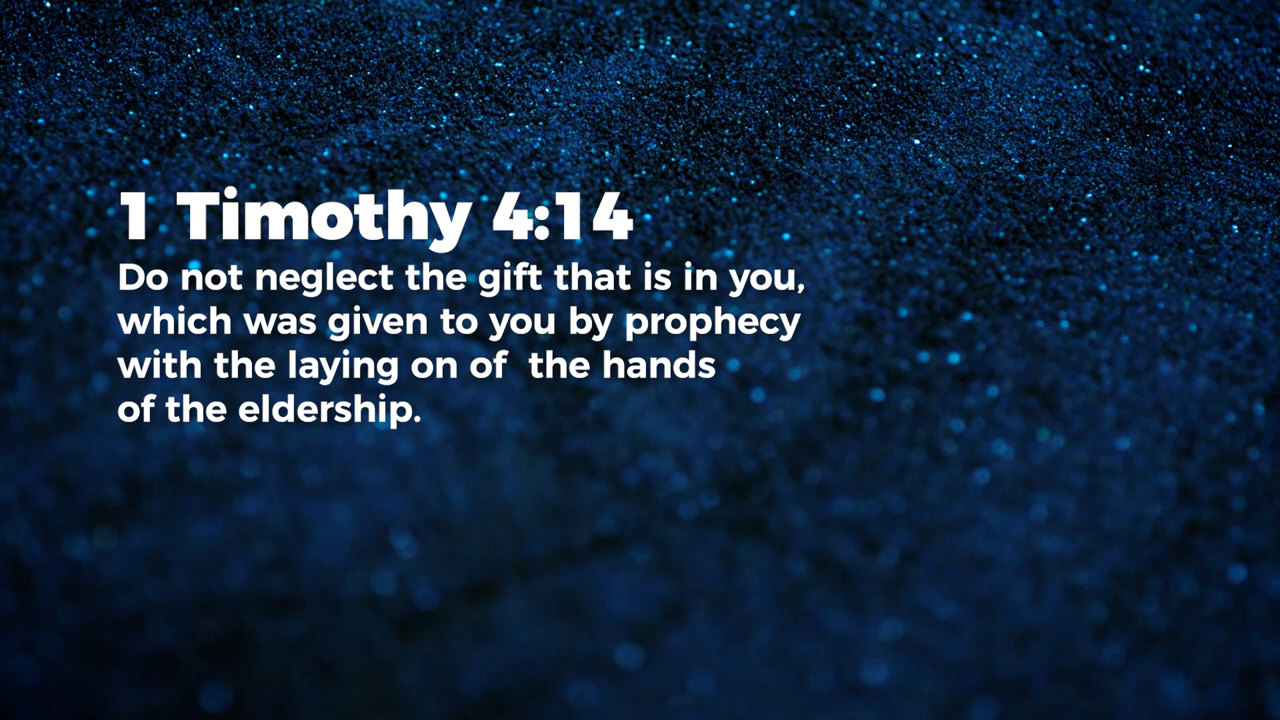 1 Timothy 4:14
Do not neglect the gift that is in you,
which was given to you by prophecy
with the laying on of  the hands
of the eldership.